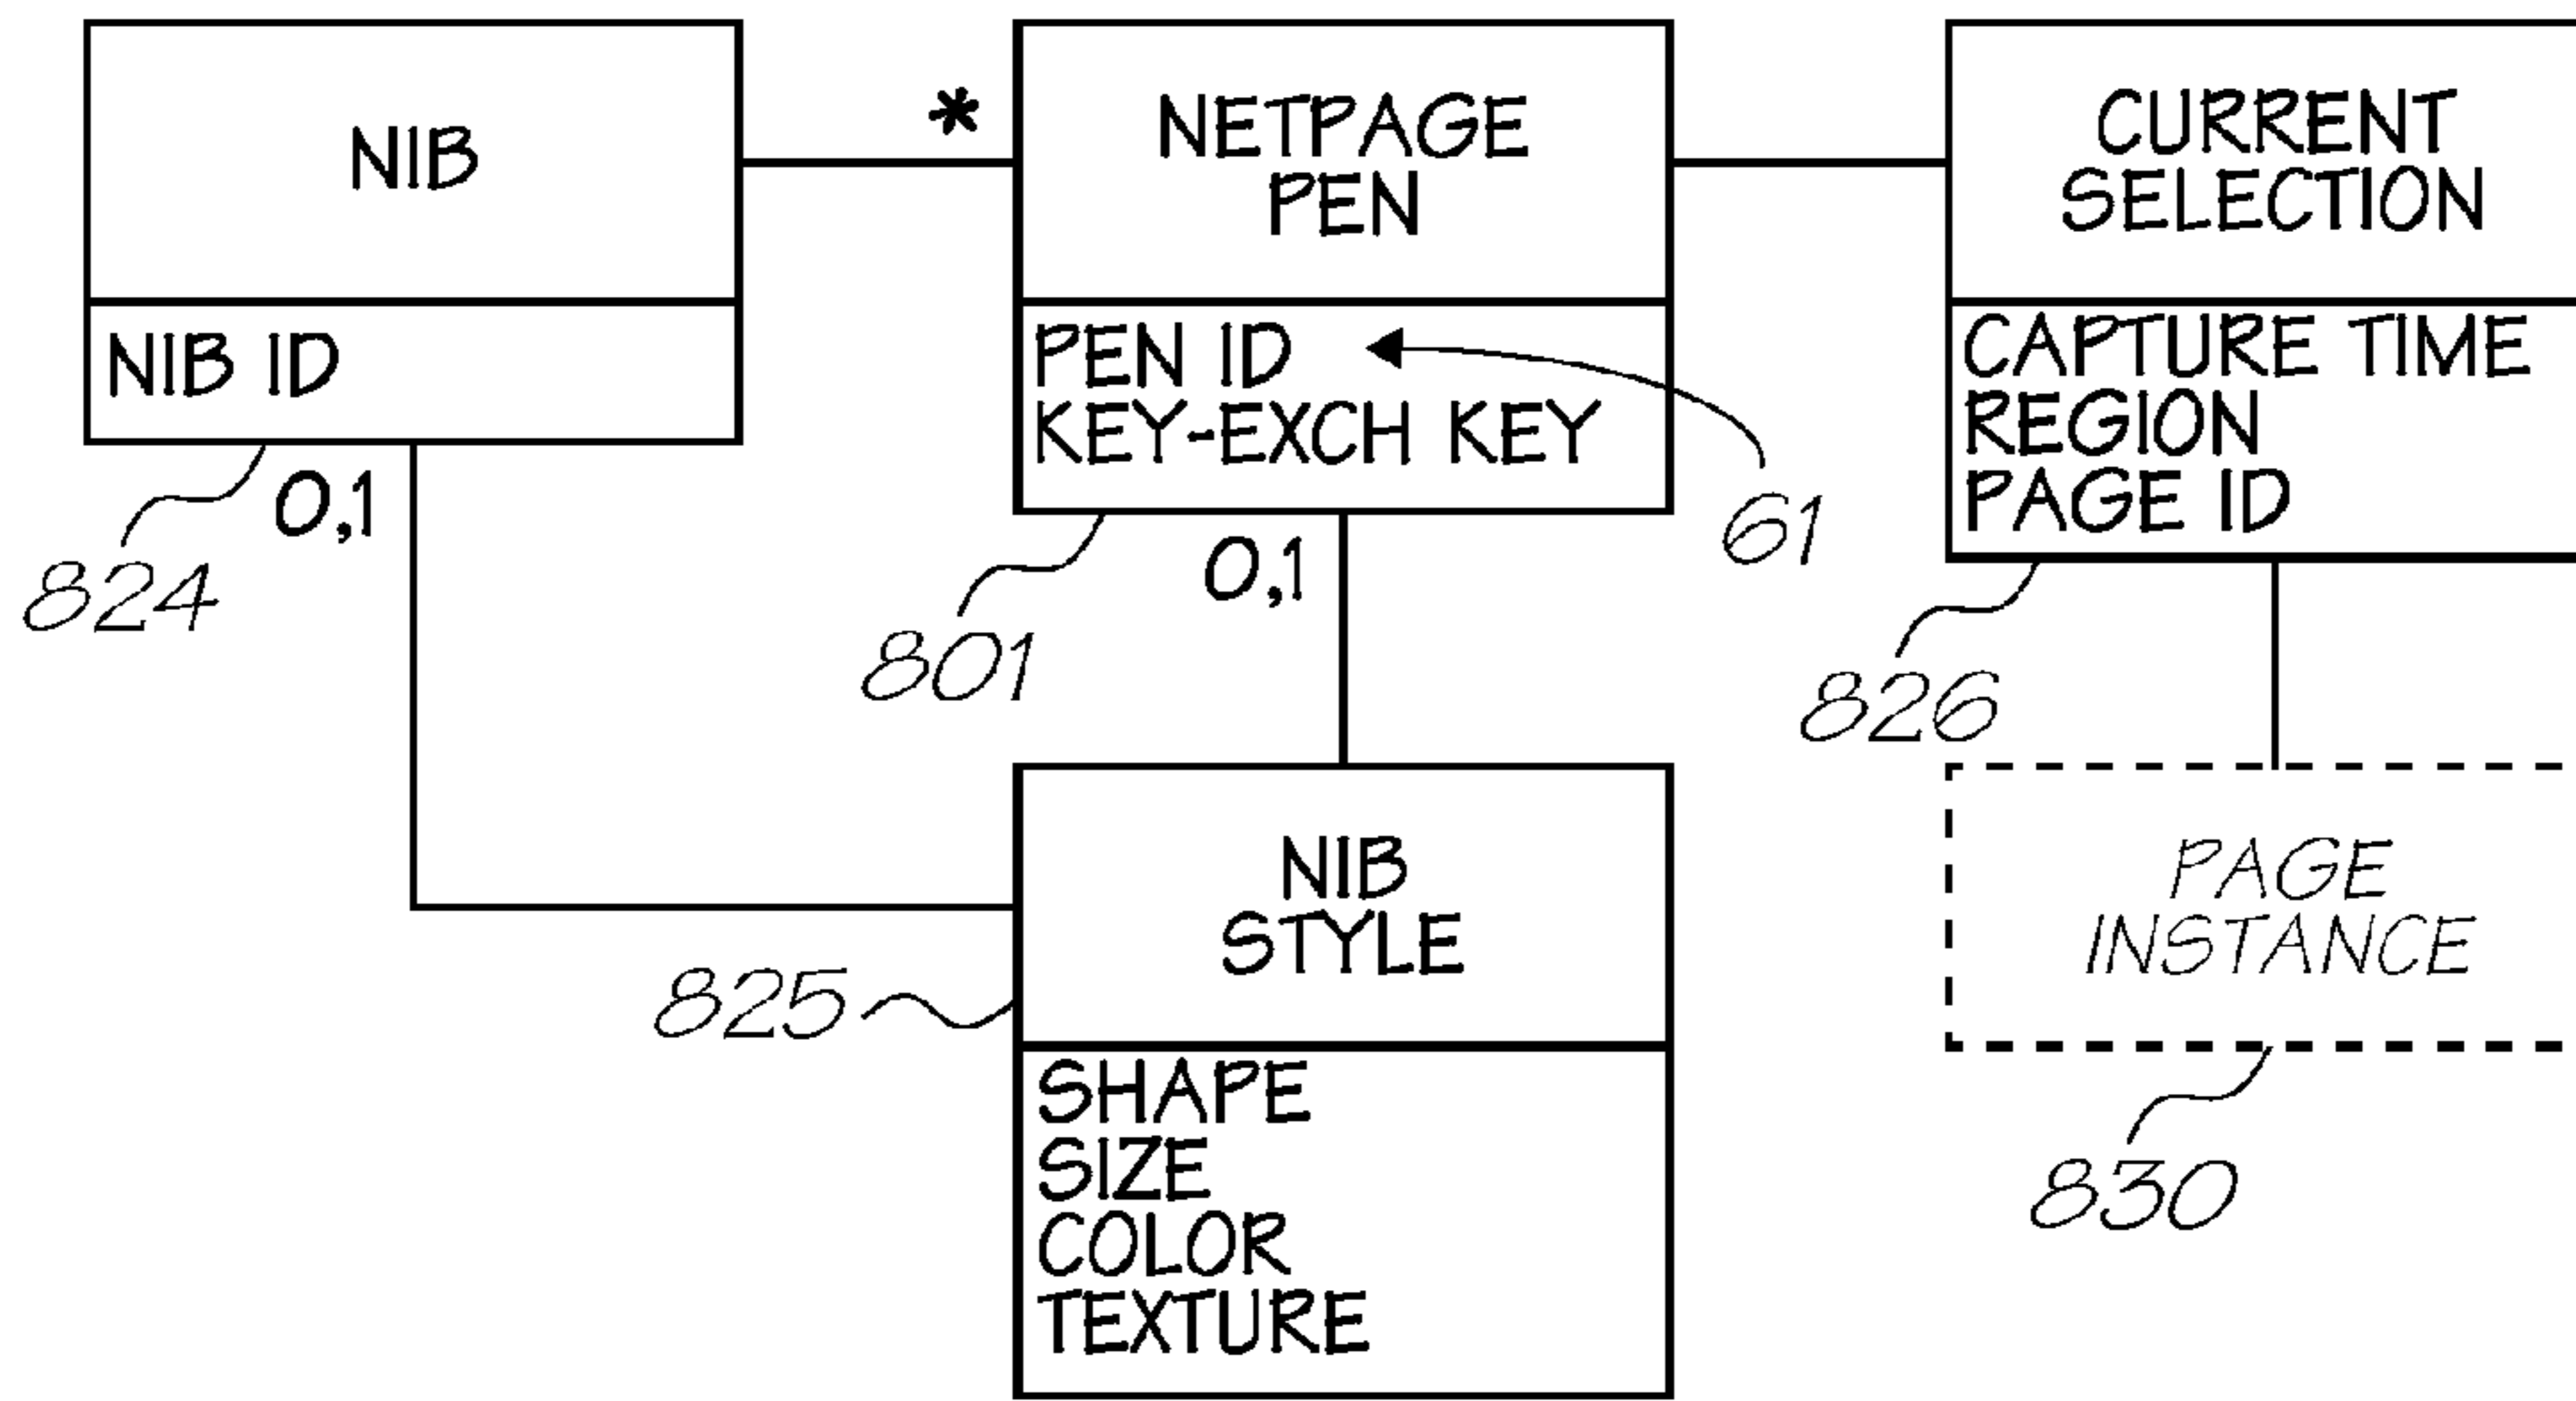 NIB
NIB ID
0,1
824
*
NETPAGE
PEN
PEN ID
KEY-EXCH KEY
61
801
0,1
CURRENT
SELECTION
CAPTURE TIME
REGION
PAGE ID
826
NIB
STYLE
825
SHAPE
SIZE
COLOR
TEXTURE
PAGE
INSTANCE
830